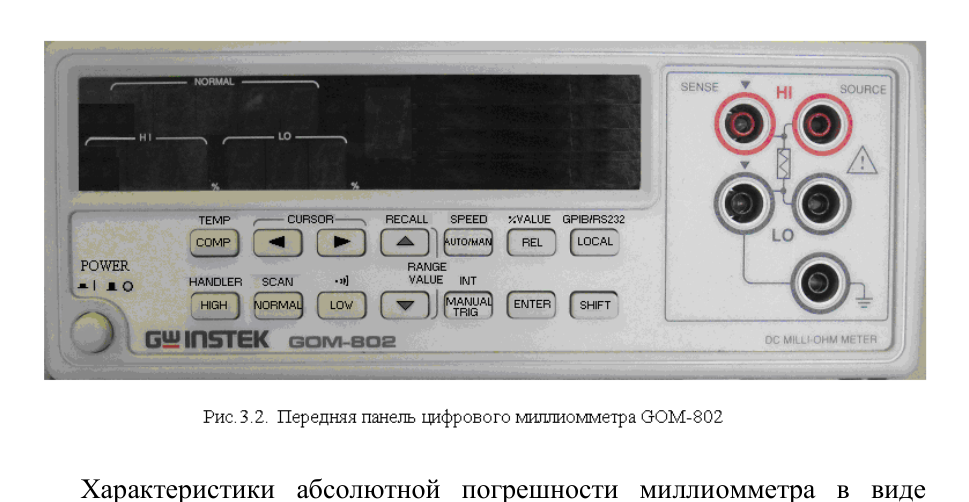 NORMAL
HI
LO
%
%
SENSE
HI
SOURCE
LO
TEMP
CURSOR
RECALL
SPEED
%VALUE
GPIB/RS232
COMP
AUTO/MAN
REL
LOCAL
POWER
RANGE
VALUE
HANDLER
SCAN
INT
HIGH
NORMAL
LOW
MANUAL
TRIG
ENTER
SHIFT
GWINSTEK GOM-802
DC MILLI-OHM METER
Рис.3.2. Передняя панель цифрового миллиомметра GOM-802
Характеристики абсолютной погрешности миллиомметра в виде